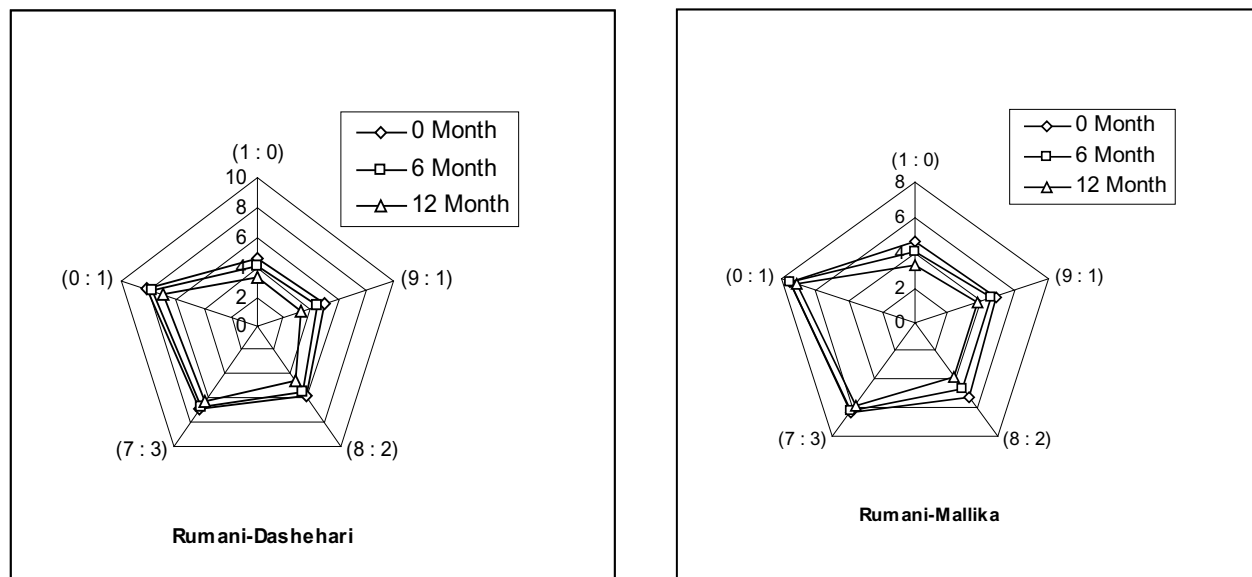 0 Month
6 Month
12 Month
(1 : 0)
10
8
6
4
2
0
(9 : 1)
(8 : 2)
(7 : 3)
(0 : 1)
Rumani-Dashehari
0 Month
6 Month
12 Month
(1 : 0)
8
6
4
2
0
(9 : 1)
(8 : 2)
(7 : 3)
(0 : 1)
Rumani-Mallika